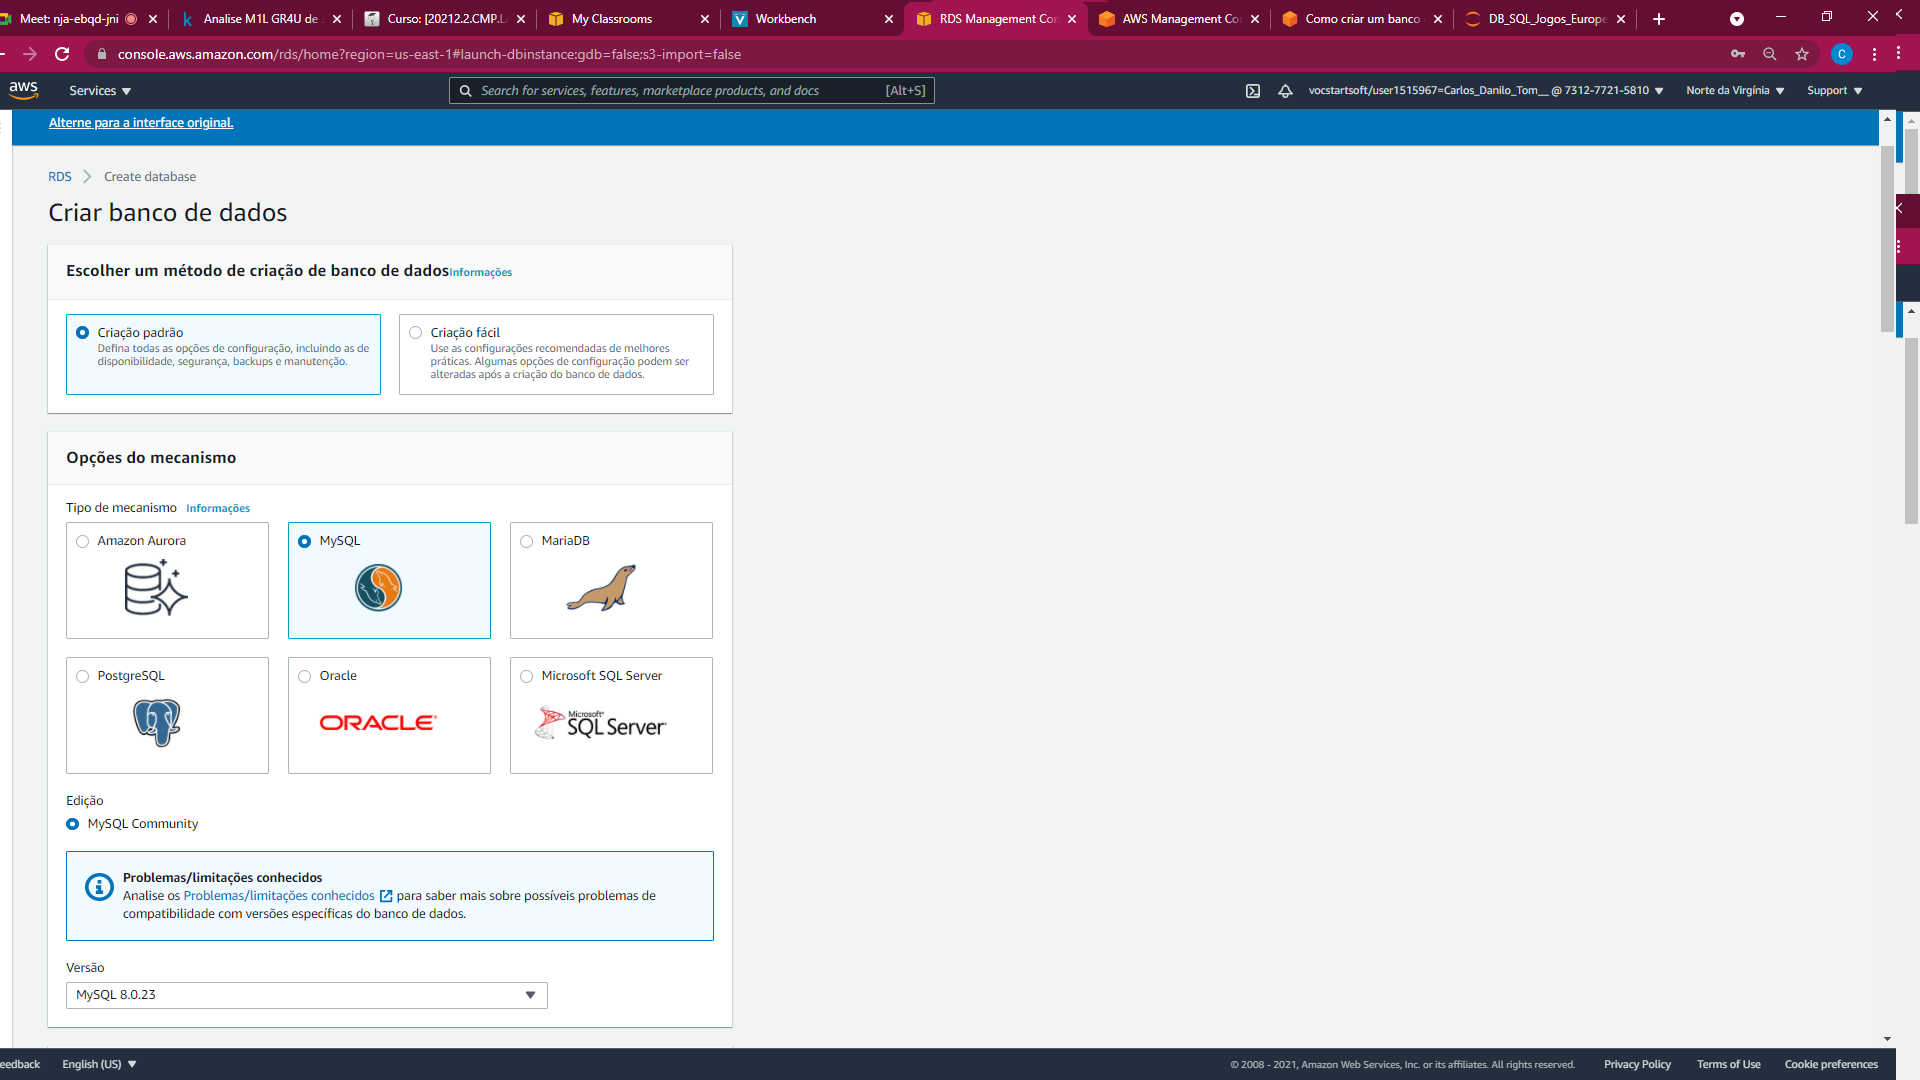 Meet: nja-ebqd-jni
Analise M1L GR4U de
Curso: [20212.2.CMP.L
My Classrooms
Workbench
RDS Management Con
AWS Management Co
Como criar um banco
DB_SQL_Jogos_Europe
console.aws.amazon.com/rds/home?region=us-east-1#launch-dbinstance:gdb=false;s3-import=false
C
aws
Services
Search for services, features, marketplace products, and docs
[Alt+S]
vocstartsoft/user1515967=Carlos_Danilo_Tom__ @ 7312-7721-5810
Norte da Virgínia
Support
Alterne para a interface original.
RDS
Create database
Criar banco de dados
Escolher um método de criação de banco de dados Informações
Criação padrão
Defina todas as opções de configuração, incluindo as de
disponibilidade, segurança, backups e manutenção.
Criação fácil
Use as configurações recomendadas de melhores
práticas. Algumas opções de configuração podem ser
alteradas após a criação do banco de dados.
Opções do mecanismo
Tipo de mecanismo Informações
Amazon Aurora
MySQL
MariaDB
PostgreSQL
Oracle
ORACLE
Microsoft SQL Server
Microsoft
SQL Server
Edição
MySQL Community
Problemas/limitações conhecidos
Analise os Problemas/limitações conhecidos para saber mais sobre possíveis problemas de
compatibilidade com versões específicas do banco de dados.
Versão
MySQL 8.0.23
eedback
English (US)
© 2008 - 2021, Amazon Web Services, Inc. or its affiliates. All rights reserved.
Privacy Policy
Terms of Use
Cookie preferences